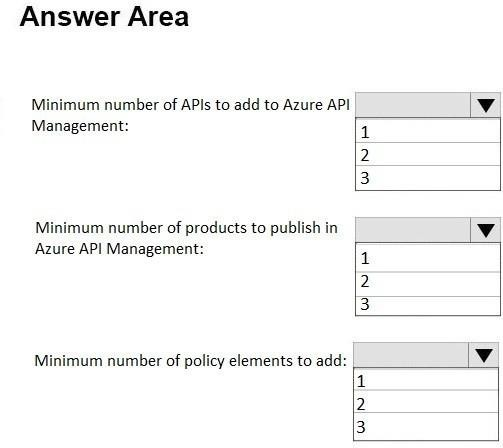 Answer Area
Minimum number of APIs to add to Azure API
Management:
1
2
3
Minimum number of products to publish in
Azure API Management:
1
2
3
Minimum number of policy elements to add:
1
2
3